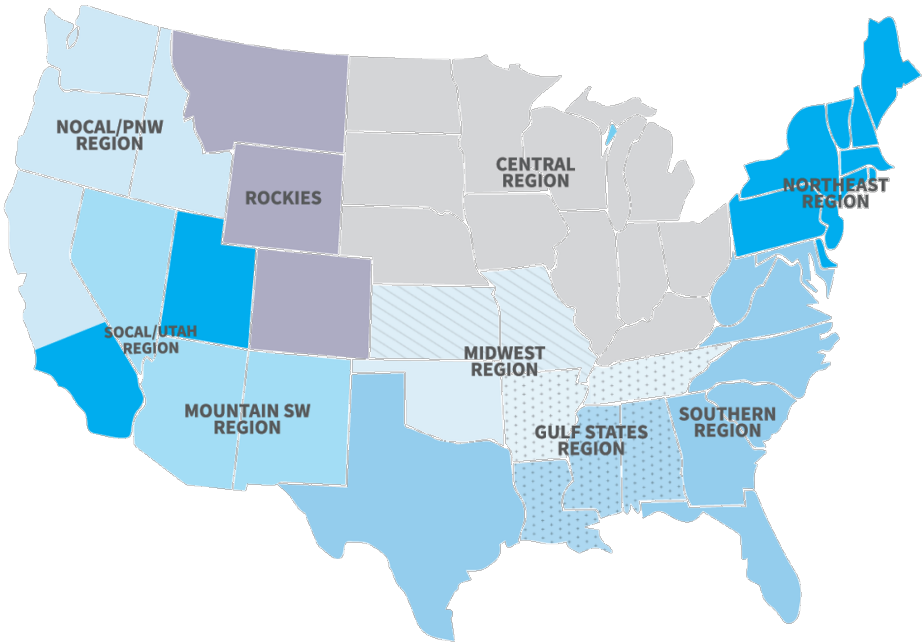 NOCAL/PNW
REGION
ROCKIES
CENTRAL
REGION
NORTHEAST
REGION
SOCAL/UTAH
REGION
MIDWEST
REGION
MOUNTAIN SW
REGION
GULF STATES
REGION
SOUTHERN
REGION